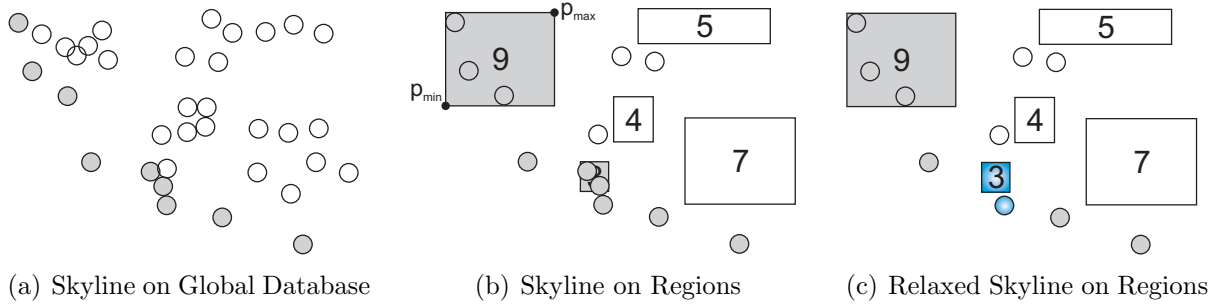 p_max
5
9
p_min
4
7
3
(a) Skyline on Global Database
(b) Skyline on Regions
5
9
4
7
3
(c) Relaxed Skyline on Regions